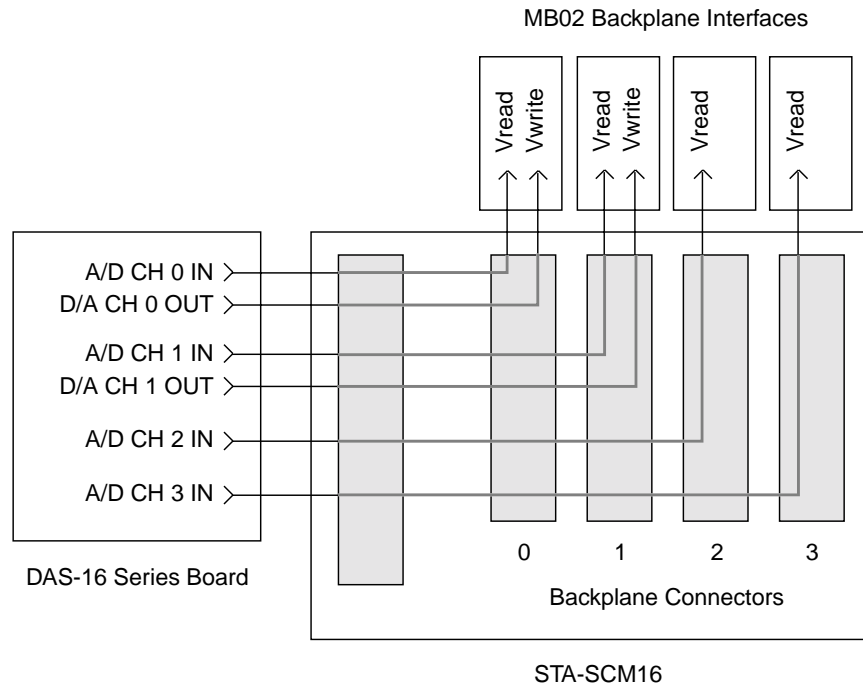 MB02 Backplane Interfaces
Vread
Vwrite
Vread
Vwrite
Vread
Vread
A/D CH 0 IN
D/A CH 0 OUT
A/D CH 1 IN
D/A CH 1 OUT
A/D CH 2 IN
A/D CH 3 IN
0 1 2 3
DAS-16 Series Board
Backplane Connectors
STA-SCM16